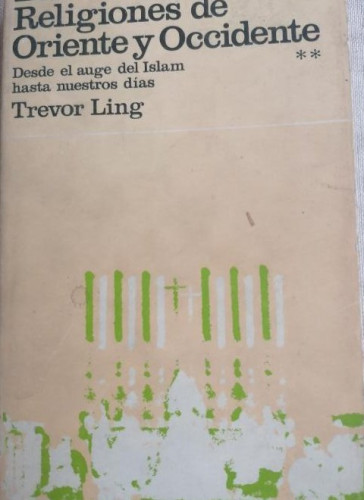 Religiones de
Oriente y Occidente
**
Desde el auge del Islam
hasta nuestros días
Trevor Ling